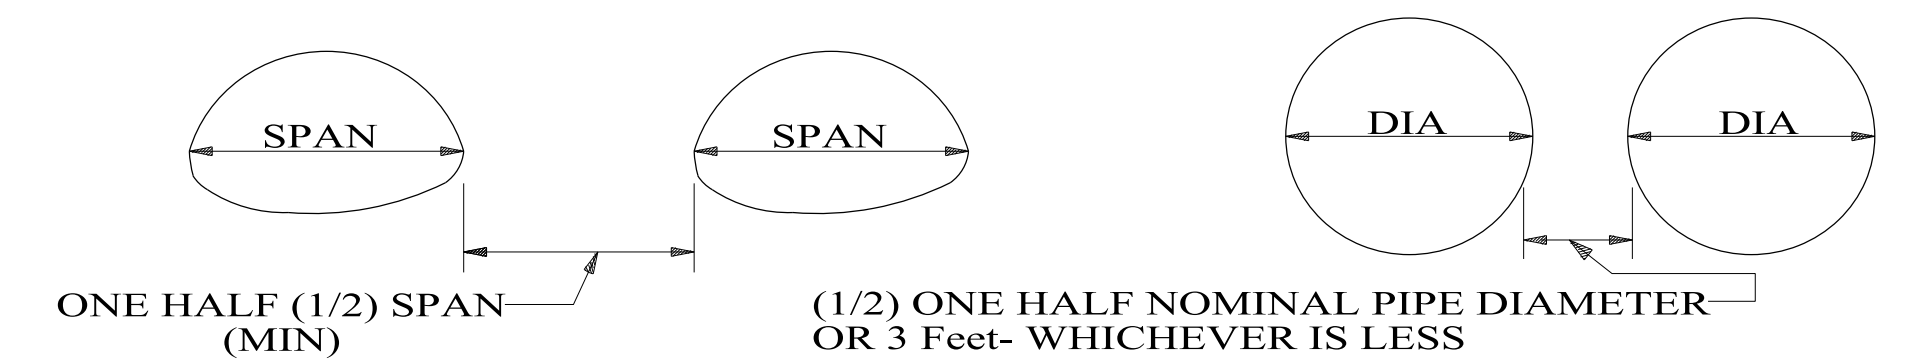 SPAN
SPAN
DIA
DIA
ONE HALF (1/2) SPAN
(MIN)
(1/2) ONE HALF NOMINAL PIPE DIAMETER
OR 3 Feet- WHICHEVER IS LESS